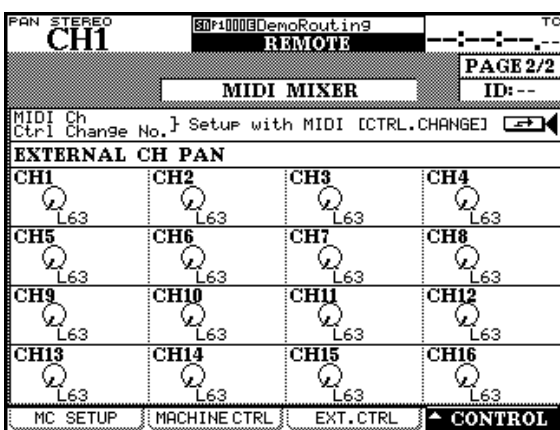 PAN STEREO TC
CH1 DemoRouting
REMOTE --:--:--.--
PAGE 2/2
MIDI MIXER ID:--
MIDI Ch
Ctrl Change No. } Setup with MIDI [CTRL.CHANGE]
EXTERNAL CH PAN
CH1 CH2 CH3 CH4
L63 L63 L63 L63
CH5 CH6 CH7 CH8
L63 L63 L63 L63
CH9 CH10 CH11 CH12
L63 L63 L63 L63
CH13 CH14 CH15 CH16
L63 L63 L63 L63
MC SETUP MACHINE CTRL EXT.CTRL CONTROL